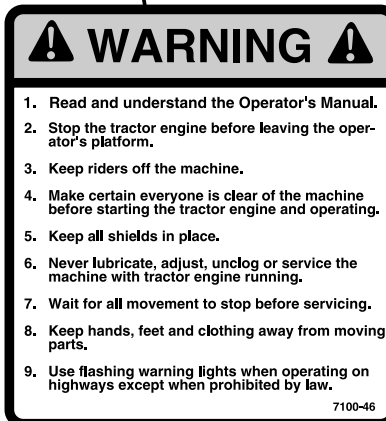 WARNING
1. Read and understand the Operator's Manual.
2. Stop the tractor engine before leaving the oper-
ator's platform.
3. Keep riders off the machine.
4. Make certain everyone is clear of the machine
before starting the tractor engine and operating.
5. Keep all shields in place.
6. Never lubricate, adjust, unclog or service the
machine with tractor engine running.
7. Wait for all movement to stop before servicing.
8. Keep hands, feet and clothing away from moving
parts.
9. Use flashing warning lights when operating on
highways except when prohibited by law.
7100-46